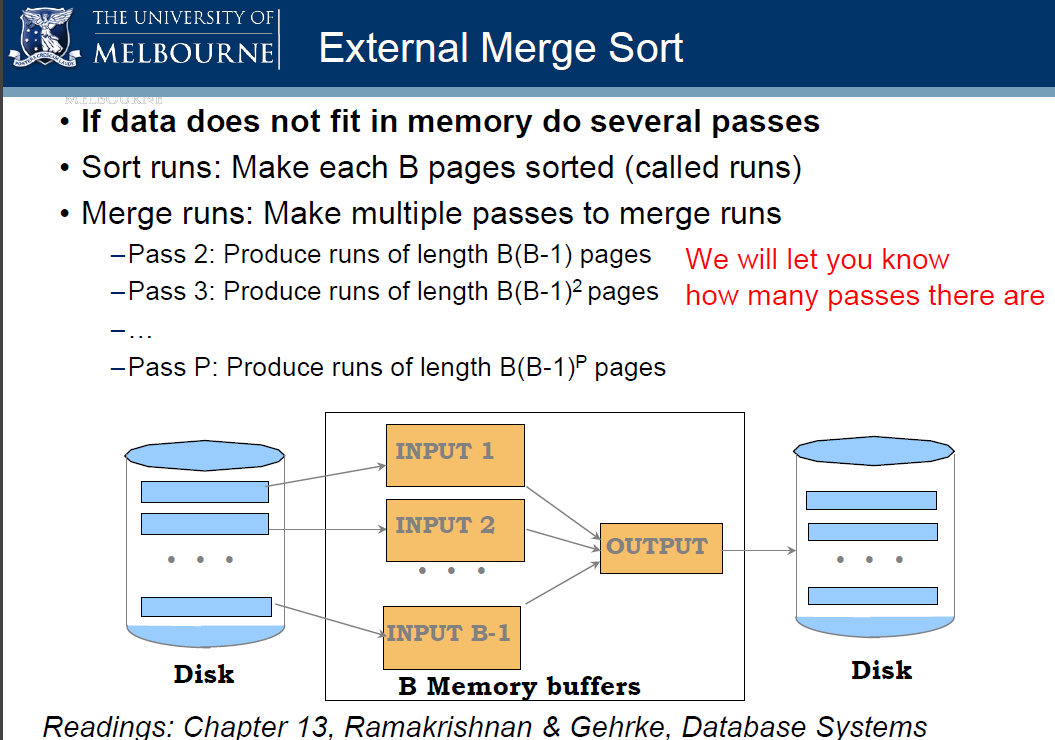 THE UNIVERSITY OF
MELBOURNE
External Merge Sort
MELBOURNE
• If data does not fit in memory do several passes
• Sort runs: Make each B pages sorted (called runs)
• Merge runs: Make multiple passes to merge runs
–Pass 2: Produce runs of length B(B-1) pages
We will let you know
–Pass 3: Produce runs of length B(B-1)² pages
how many passes there are
–…
–Pass P: Produce runs of length B(B-1)ᴾ pages
INPUT 1
INPUT 2
OUTPUT
INPUT B-1
Disk
B Memory buffers
Disk
Readings: Chapter 13, Ramakrishnan & Gehrke, Database Systems